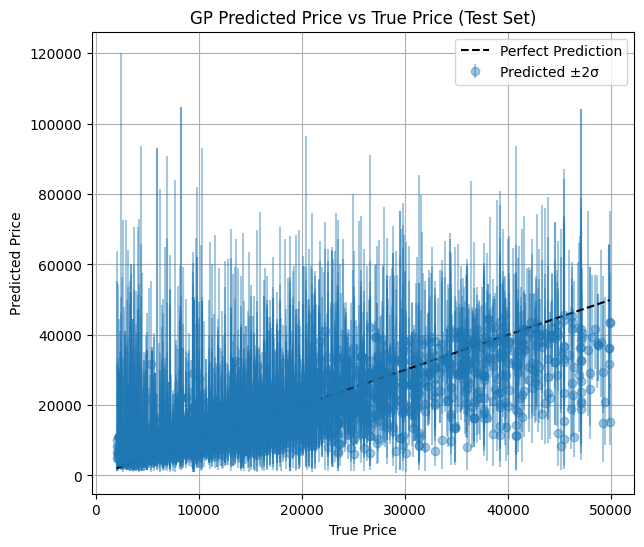 GP Predicted Price vs True Price (Test Set)
Perfect Prediction
Predicted ±2σ
120000
100000
80000
60000
40000
20000
0
Predicted Price
0
10000
20000
30000
40000
50000
True Price